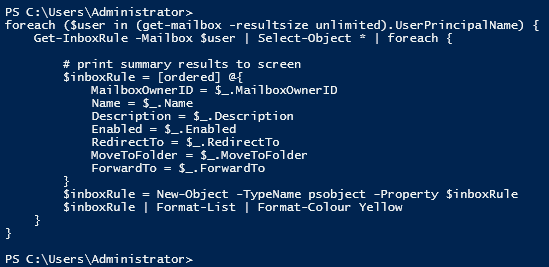 PS C:\Users\Administrator>
foreach ($user in (get-mailbox -resultsize unlimited).UserPrincipalName) {
    Get-InboxRule -Mailbox $user | Select-Object * | foreach {

        # print summary results to screen
        $inboxRule = [ordered] @{
            MailboxOwnerID = $_.MailboxOwnerID
            Name = $_.Name
            Description = $_.Description
            Enabled = $_.Enabled
            RedirectTo = $_.RedirectTo
            MoveToFolder = $_.MoveToFolder
            ForwardTo = $_.ForwardTo
        }
        $inboxRule = New-Object -TypeName psobject -Property $inboxRule
        $inboxRule | Format-List | Format-Colour Yellow
    }
}

PS C:\Users\Administrator>